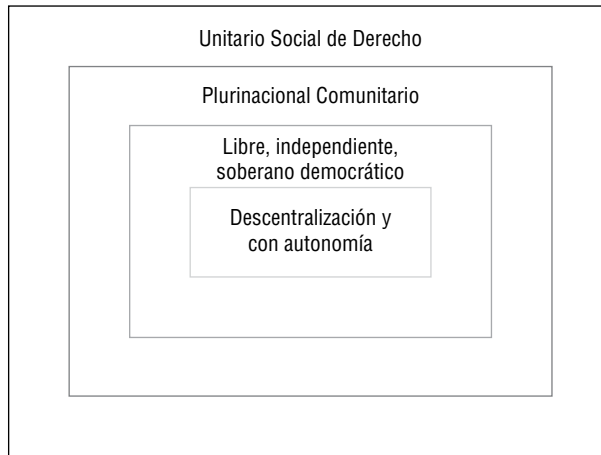 Unitario Social de Derecho
Plurinacional Comunitario
Libre, independiente,
soberano democrático
Descentralización y
con autonomía